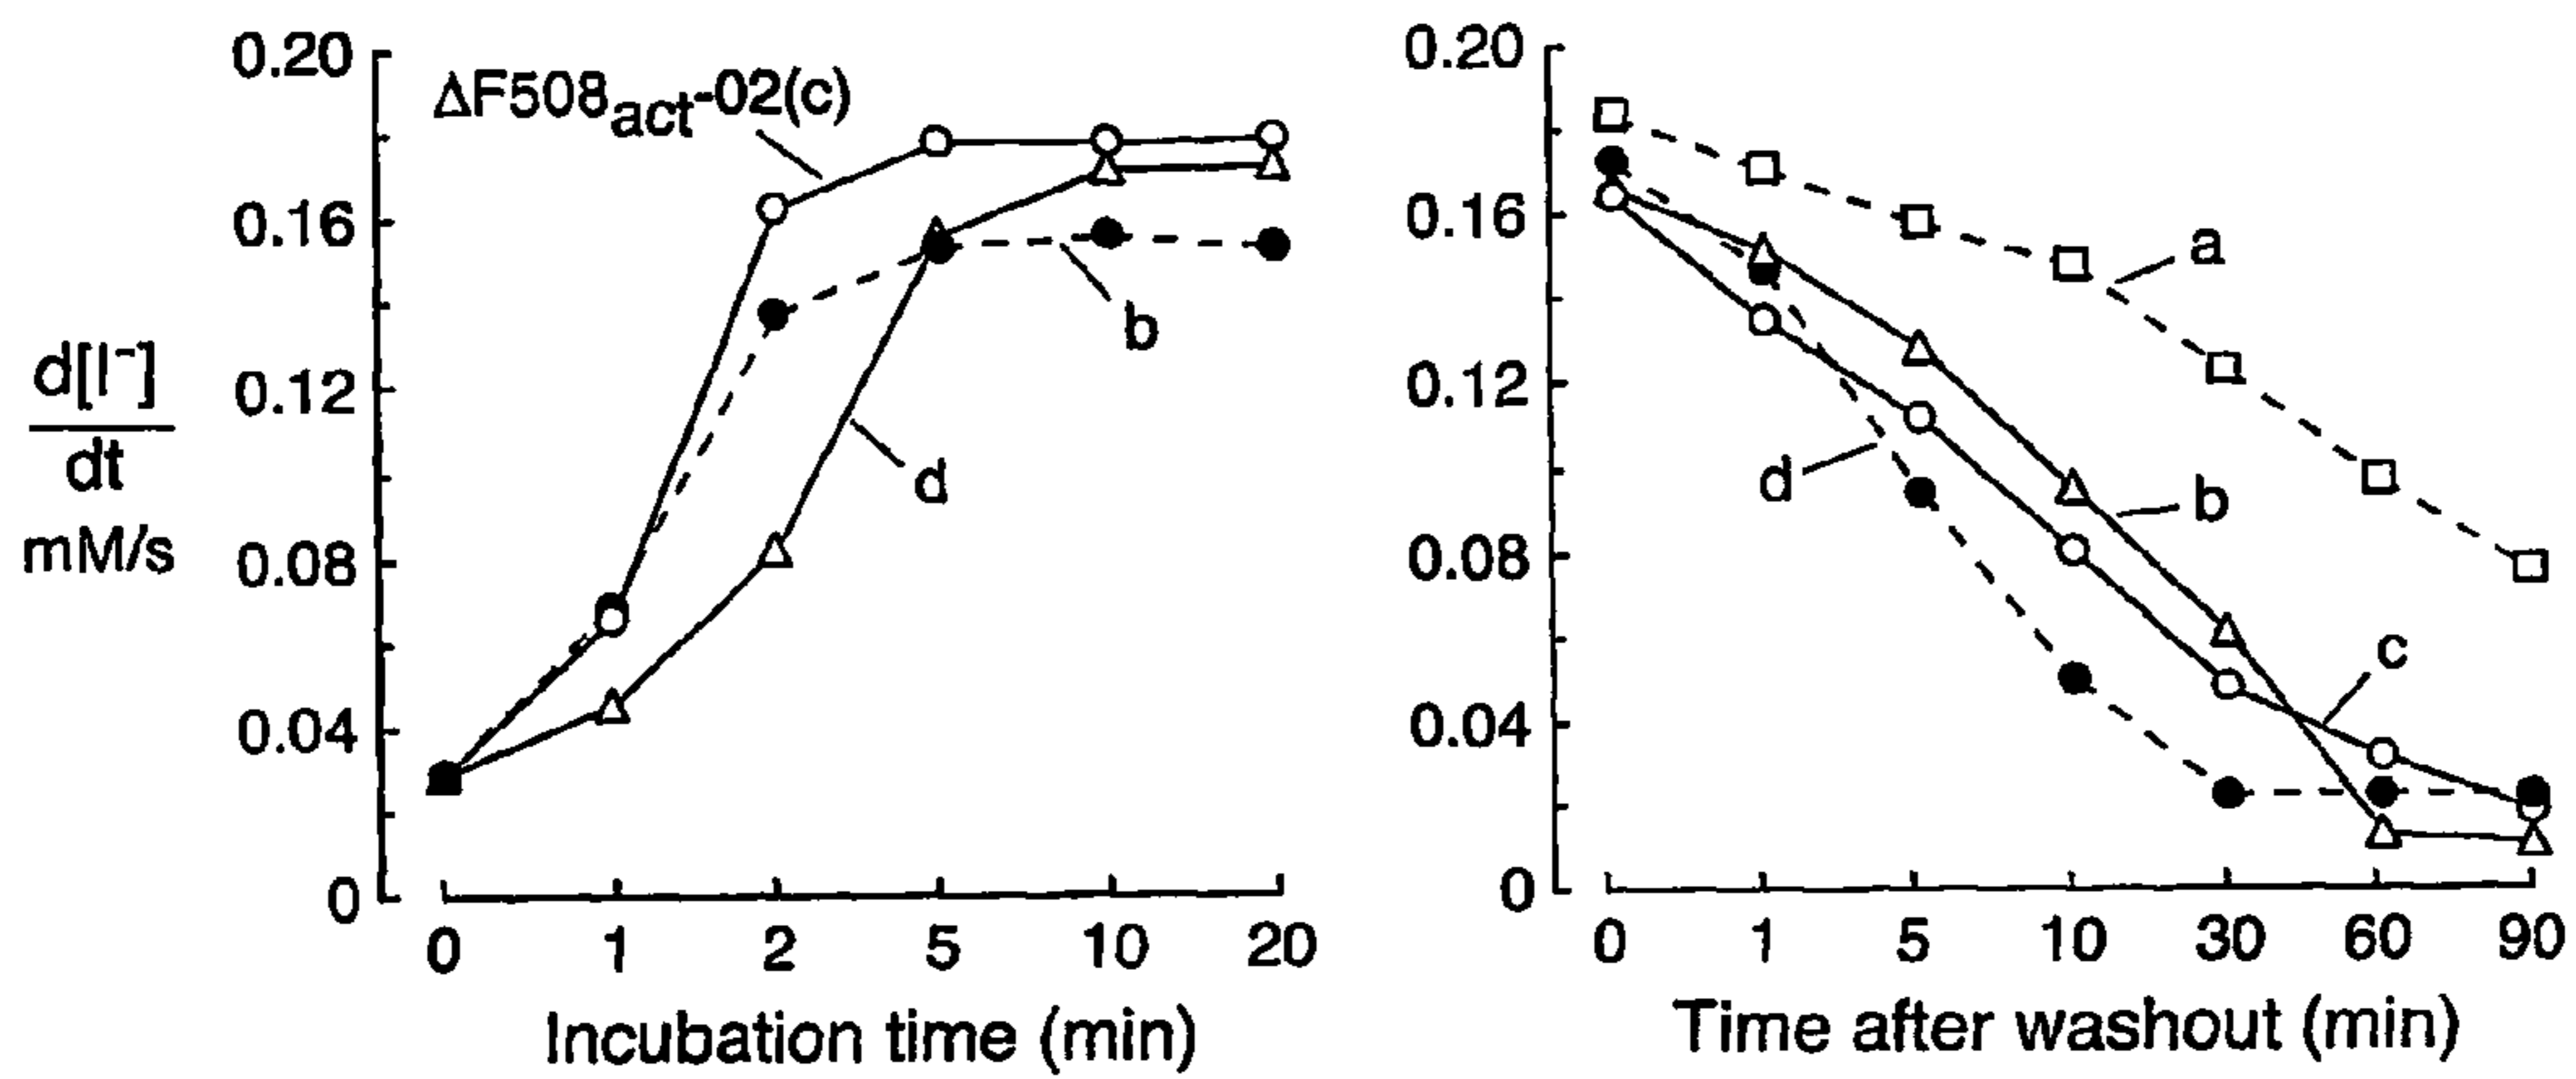 0.20
0.16
0.12
0.08
0.04
0
d[I⁻]
dt
mM/s
ΔF508act-02(c)
b
d
0 1 2 5 10 20
Incubation time (min)
0.20
0.16
0.12
0.08
0.04
0
a
d
b
c
0 1 5 10 30 60 90
Time after washout (min)